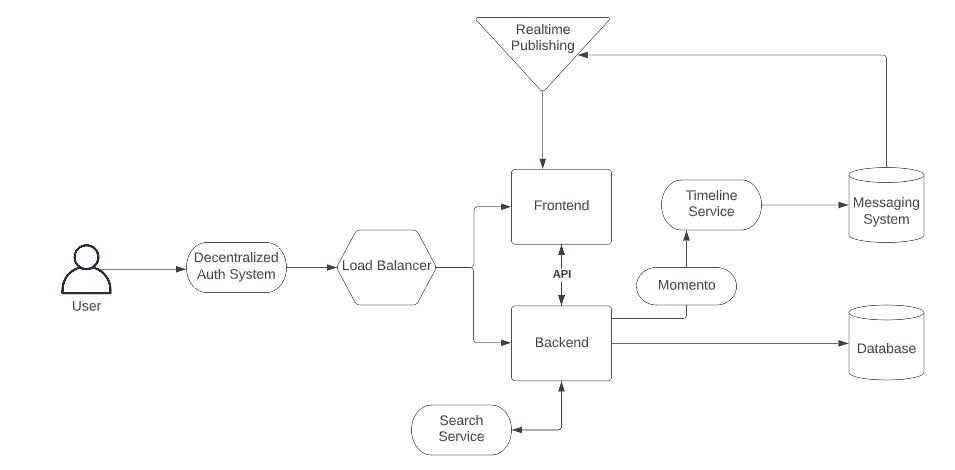 Realtime
Publishing
Frontend
Timeline
Service
Messaging
System
Decentralized
Auth System
Load Balancer
API
User
Momento
Backend
Database
Search
Service